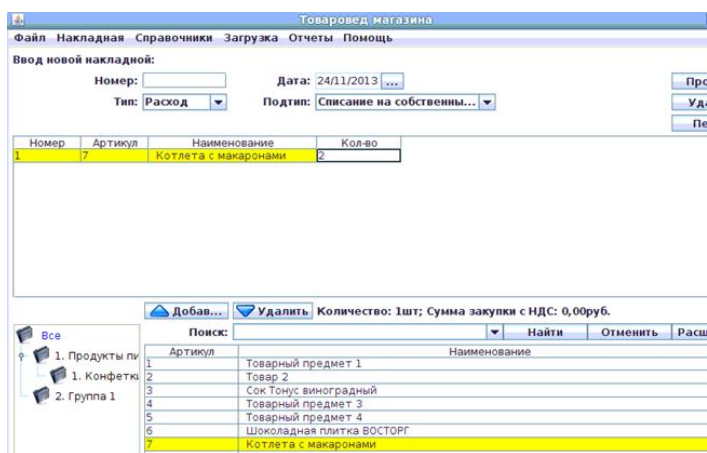 Товаровед магазина
Файл Накладная Справочники Загрузка Отчеты Помощь
Ввод новой накладной:
Номер: Дата: 24/11/2013 ...
Тип: Расход Подтип: Списание на собственны...
Номер Артикул Наименование Кол-во
1 7 Котлета с макаронами 2
Добав... Удалить Количество: 1шт; Сумма закупки с НДС: 0,00руб.
Все
1. Продукты пи
1. Конфетк
2. Группа 1
Поиск: Найти Отменить Расш
Артикул Наименование
1 Товарный предмет 1
2 Товар 2
3 Сок Тонус виноградный
4 Товарный предмет 3
5 Товарный предмет 4
6 Шоколадная плитка ВОСТОРГ
7 Котлета с макаронами